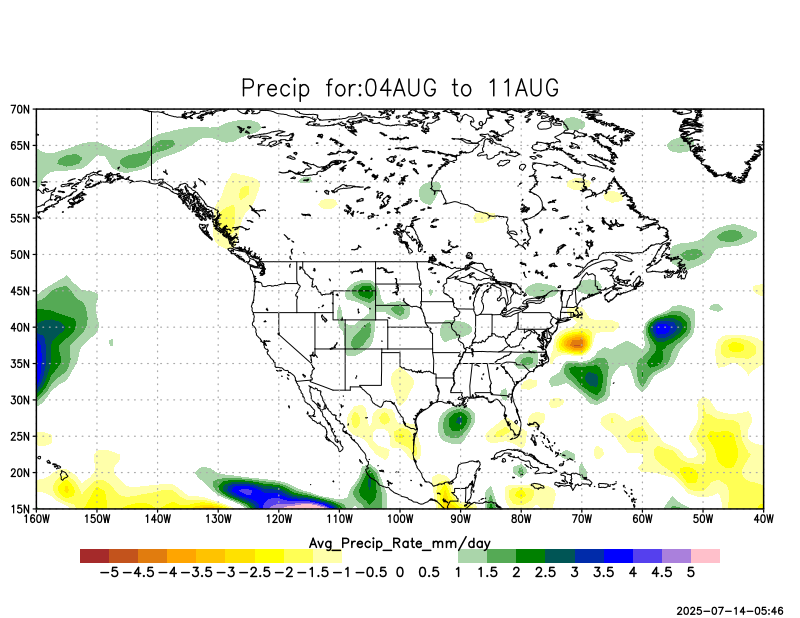 Precip for:04AUG to 11AUG
70N
65N
60N
55N
50N
45N
40N
35N
30N
25N
20N
15N
160W 150W 140W 130W 120W 110W 100W 90W 80W 70W 60W 50W 40W
Avg_Precip_Rate_mm/day
-5 -4.5 -4 -3.5 -3 -2.5 -2 -1.5 -1 -0.5 0 0.5 1 1.5 2 2.5 3 3.5 4 4.5 5
2025-07-14-05:46